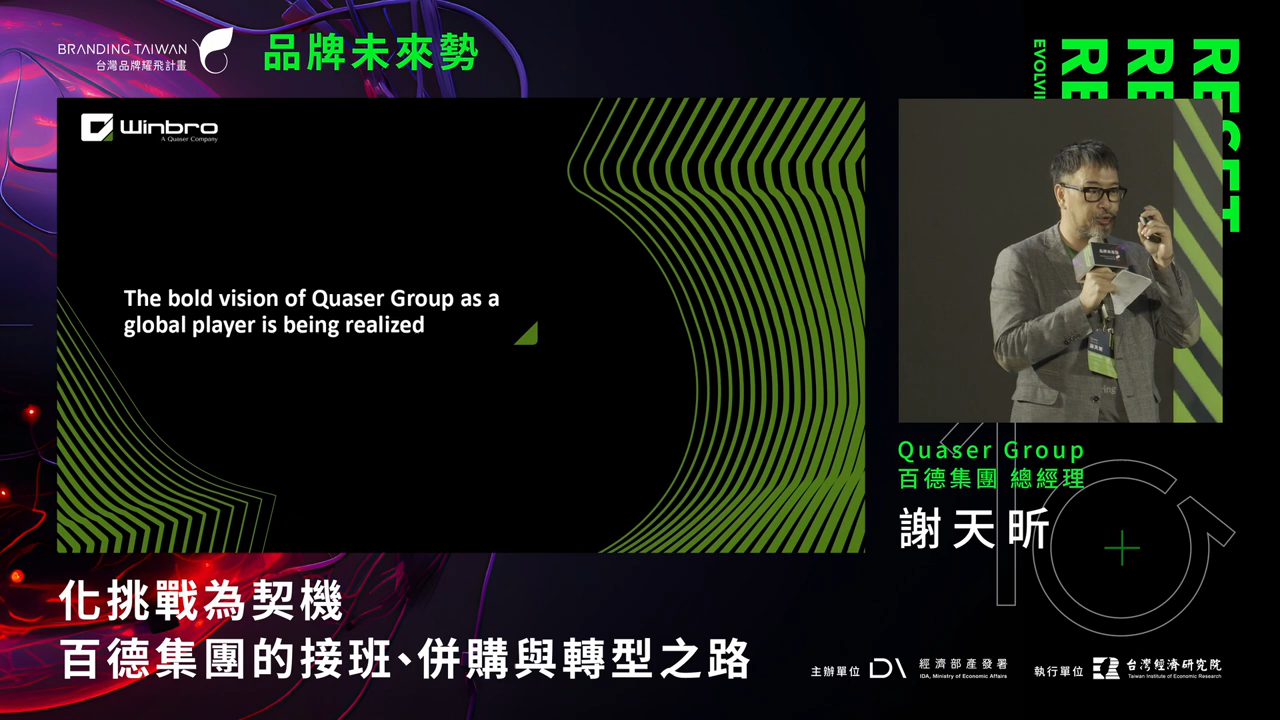 BRANDING TAIWAN
台灣品牌耀飛計畫
品牌未來勢
Winbro
A Quaser Company
The bold vision of Quaser Group as a
global player is being realized
RESET
RE
RE
EVOLVI
Quaser Group
百德集團 總經理
謝天昕
化挑戰為契機
百德集團的接班、併購與轉型之路
主辦單位
經濟部產業發展署
IDA, Ministry of Economic Affairs
執行單位
台灣經濟研究院
Taiwan Institute of Economic Research